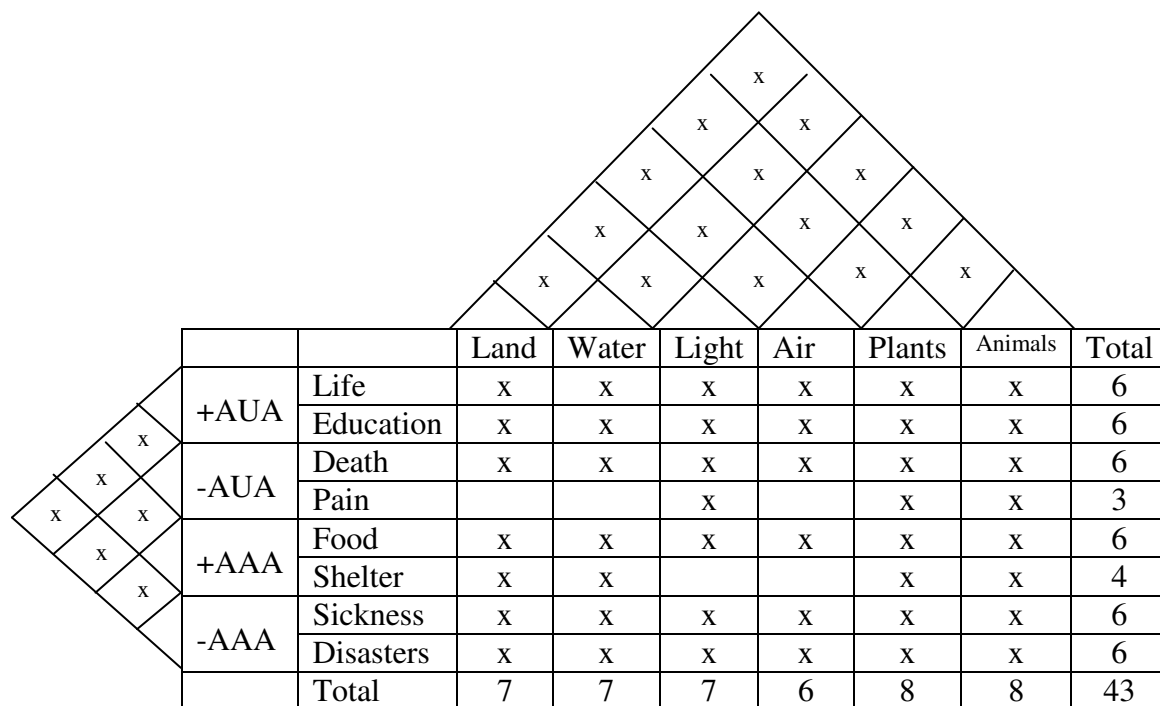 x
x x
x x x
x x x x
x x x x x
Land Water Light Air Plants Animals Total
+AUA Life x x x x x x 6
Education x x x x x x 6
x
-AUA Death x x x x x x 6
x
Pain x x x 3
x x
+AAA Food x x x x x x 6
x
Shelter x x x x 4
x
-AAA Sickness x x x x x x 6
Disasters x x x x x x 6
Total 7 7 7 6 8 8 43